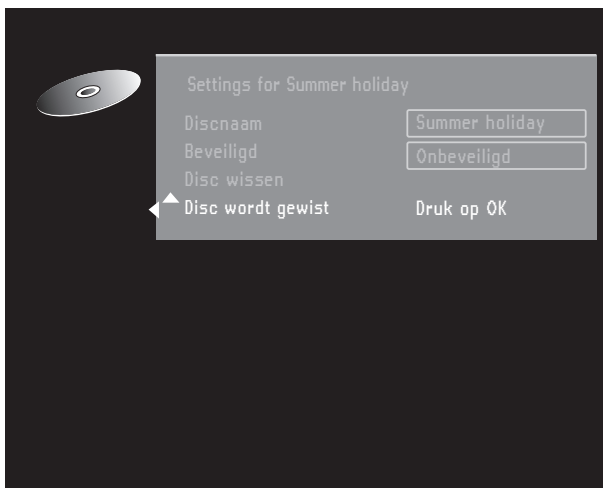 Settings for Summer holiday
Discnaam Summer holiday
Beveiligd Onbeveiligd
Disc wissen
Disc wordt gewist Druk op OK